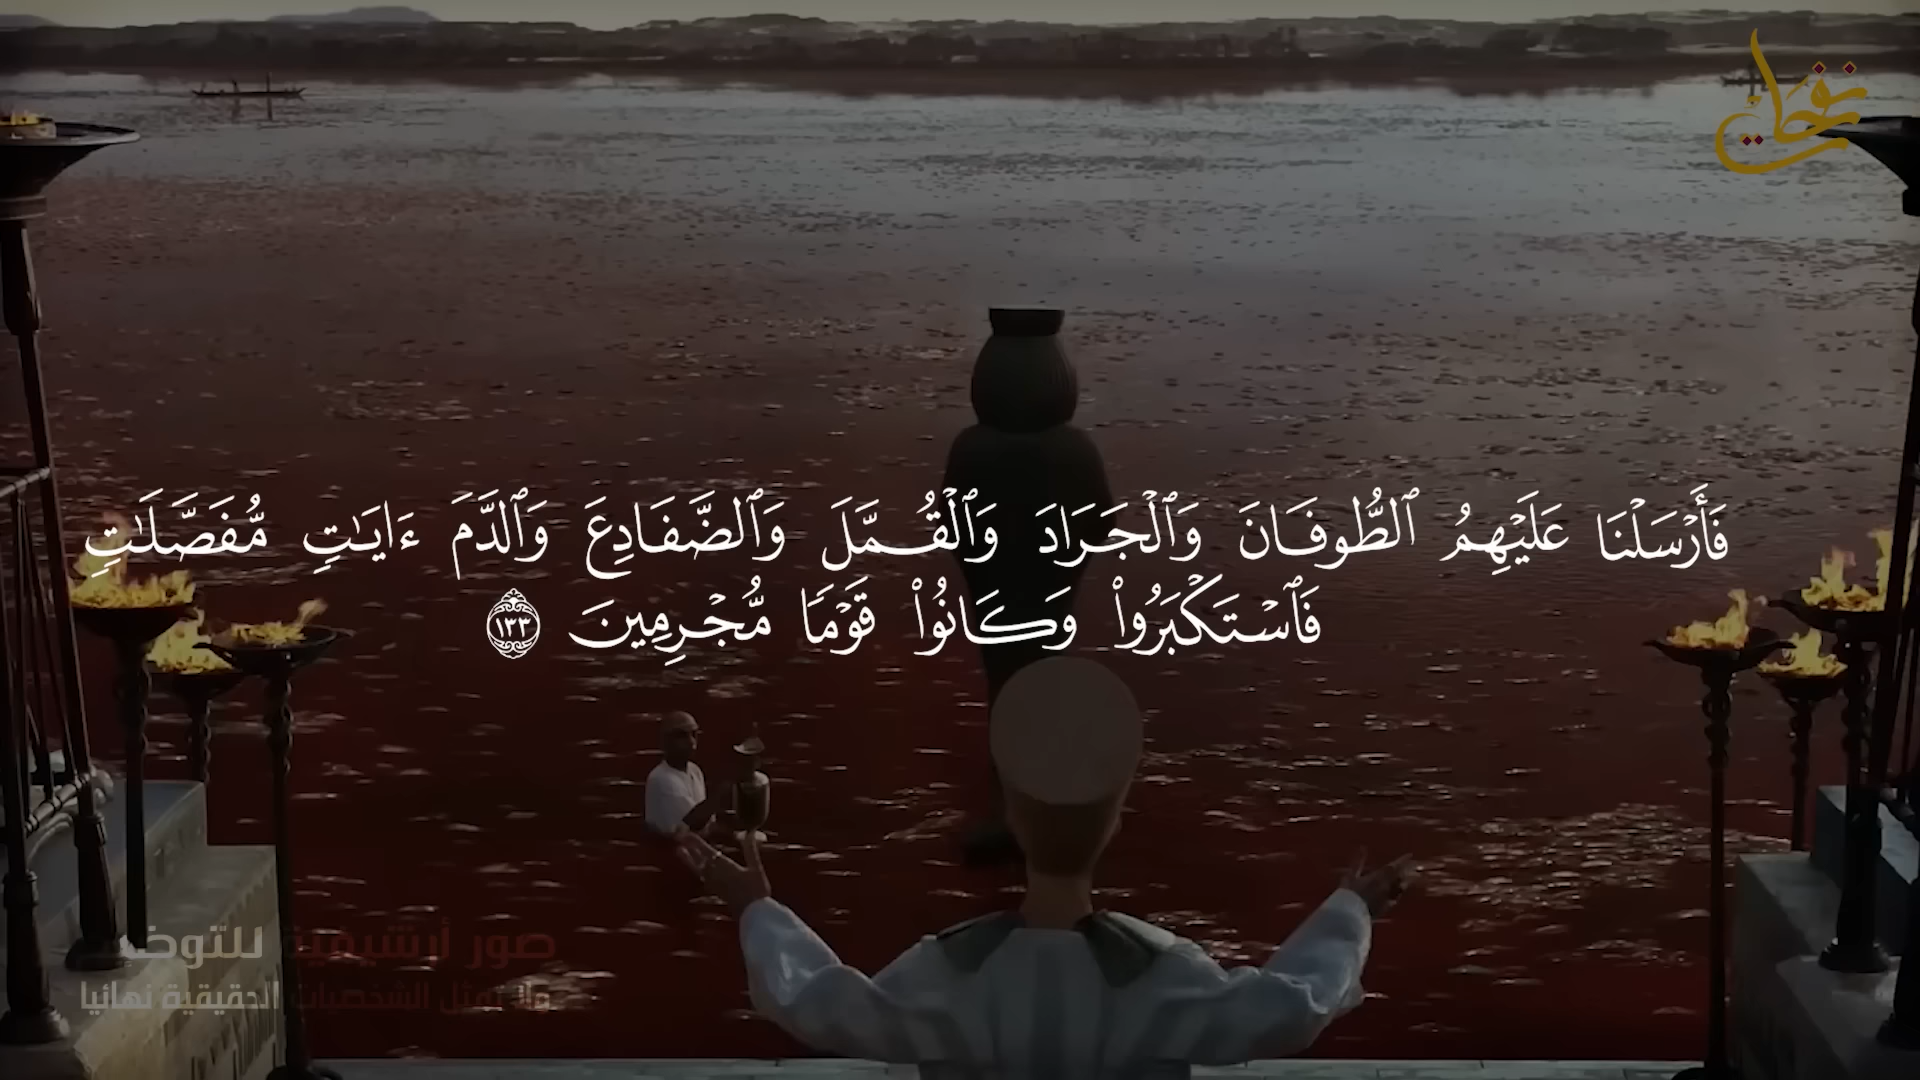 نفحات
فَأَرْسَلْنَا عَلَيْهِمُ ٱلطُّوفَانَ وَٱلْجَرَادَ وَٱلْقُمَّلَ وَٱلضَّفَادِعَ وَٱلدَّمَ ءَايَـٰتٍ مُّفَصَّلَـٰتٍ
فَٱسْتَكْبَرُوا۟ وَكَانُوا۟ قَوْمًا مُّجْرِمِينَ ١٣٣
صور أرشيفية للتوضيح
ولا تمثل الشخصيات الحقيقية نهائيا